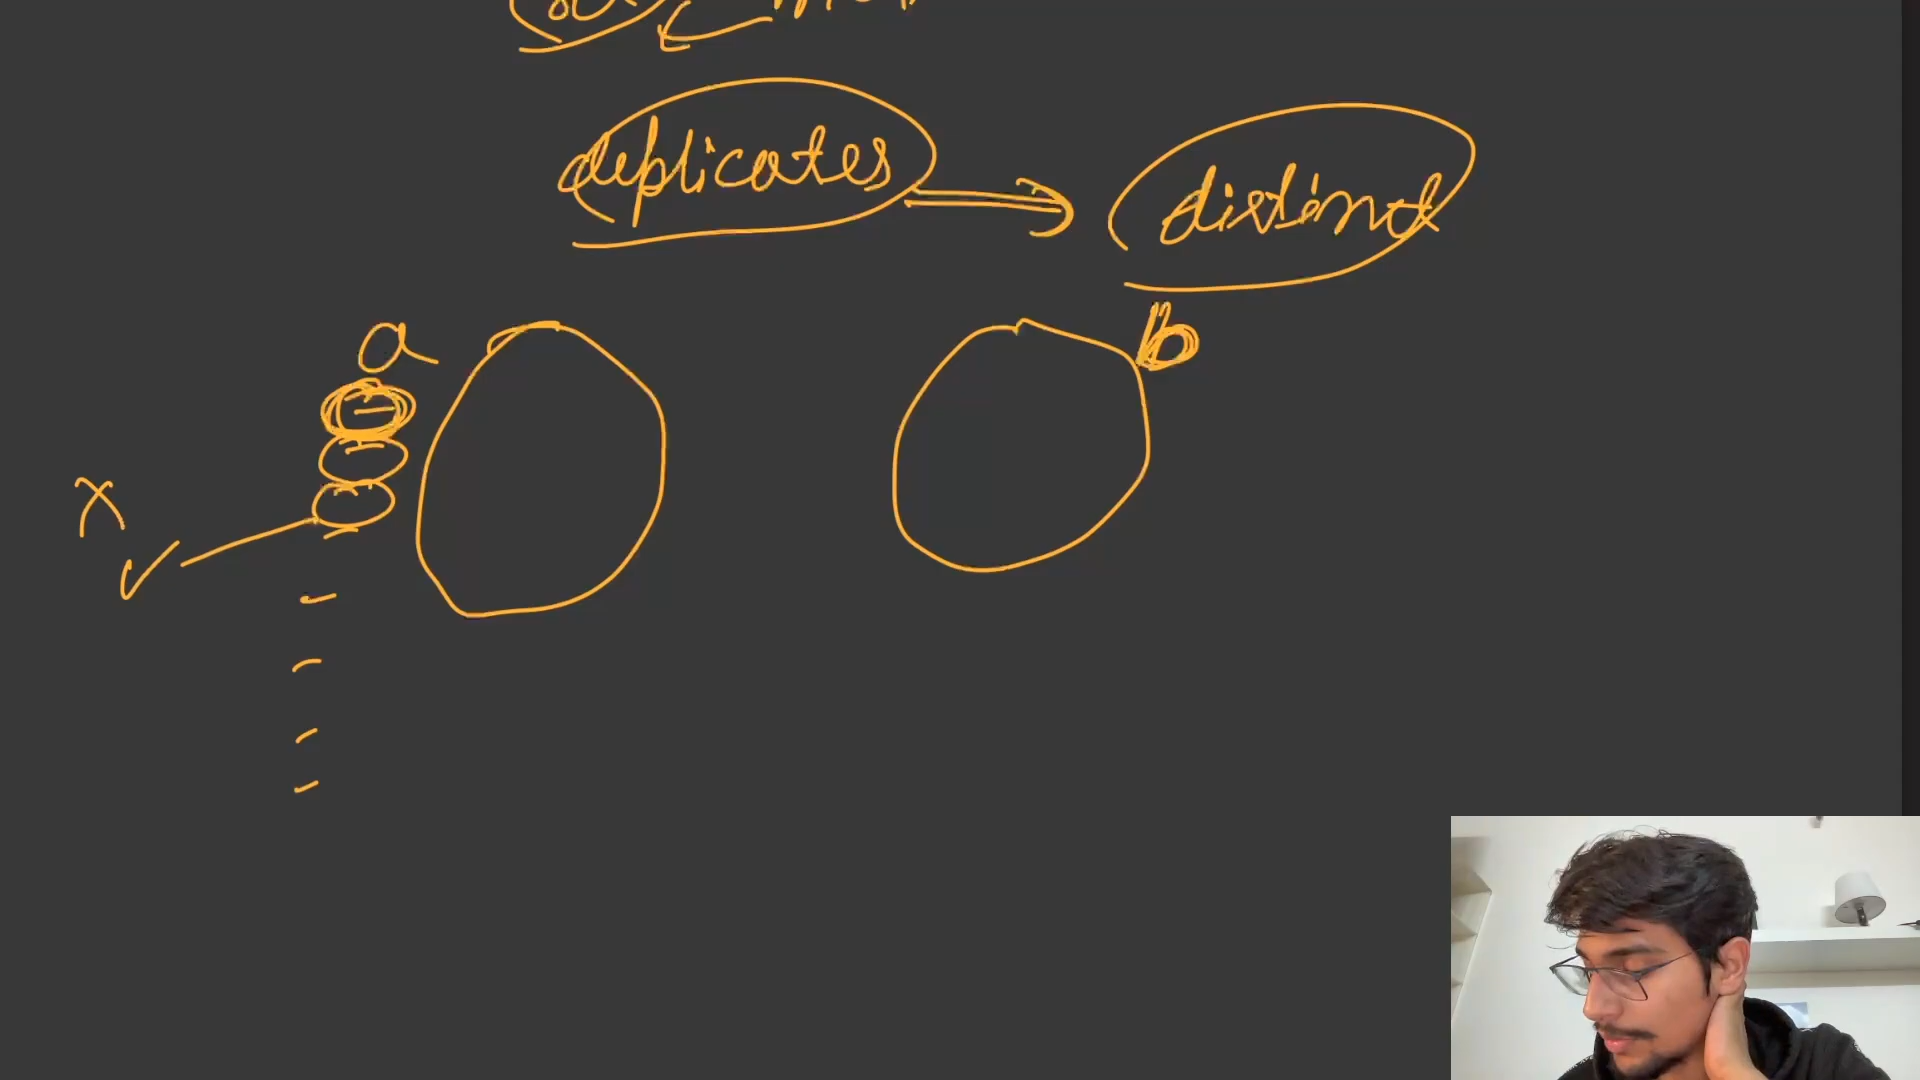 duplicates
distinct
a
b
x